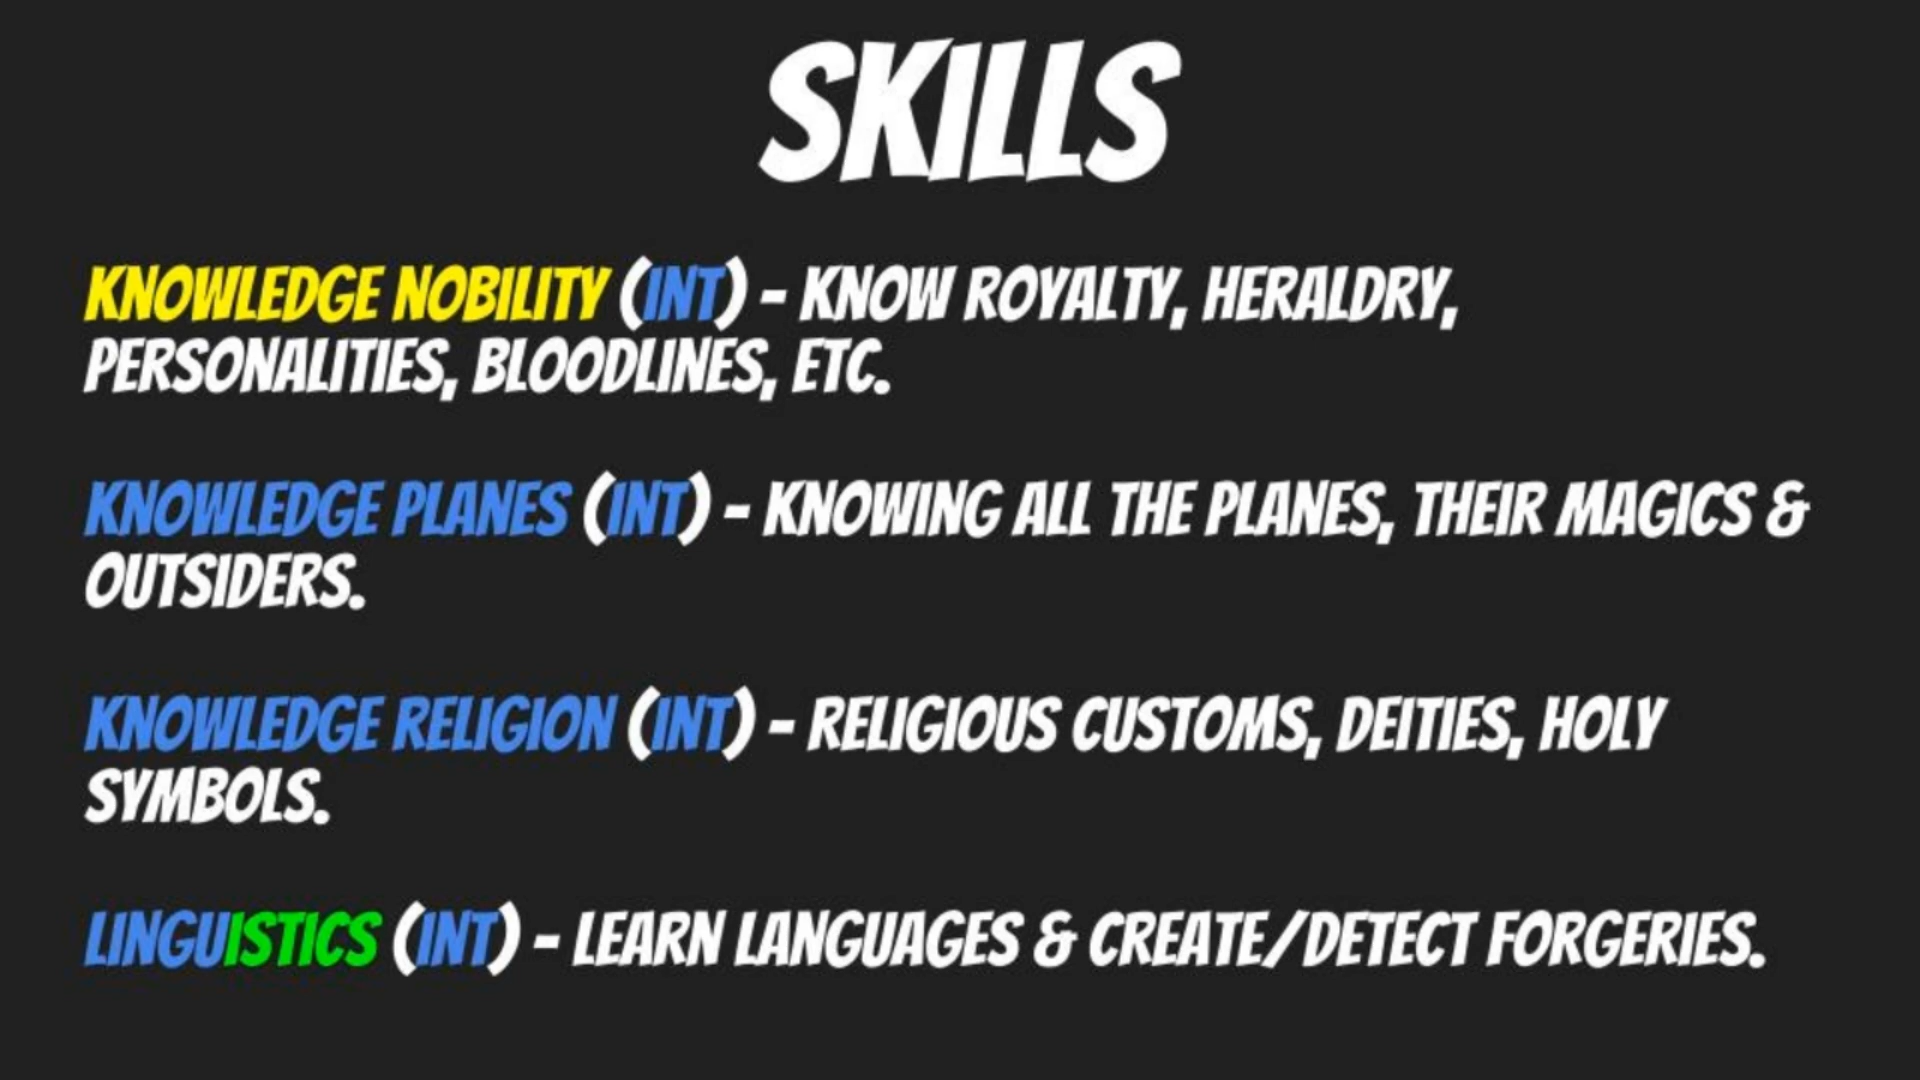 SKILLS
KNOWLEDGE NOBILITY (INT) - KNOW ROYALTY, HERALDRY,
PERSONALITIES, BLOODLINES, ETC.
KNOWLEDGE PLANES (INT) - KNOWING ALL THE PLANES, THEIR MAGICS &
OUTSIDERS.
KNOWLEDGE RELIGION (INT) - RELIGIOUS CUSTOMS, DEITIES, HOLY
SYMBOLS.
LINGUISTICS (INT) - LEARN LANGUAGES & CREATE/DETECT FORGERIES.